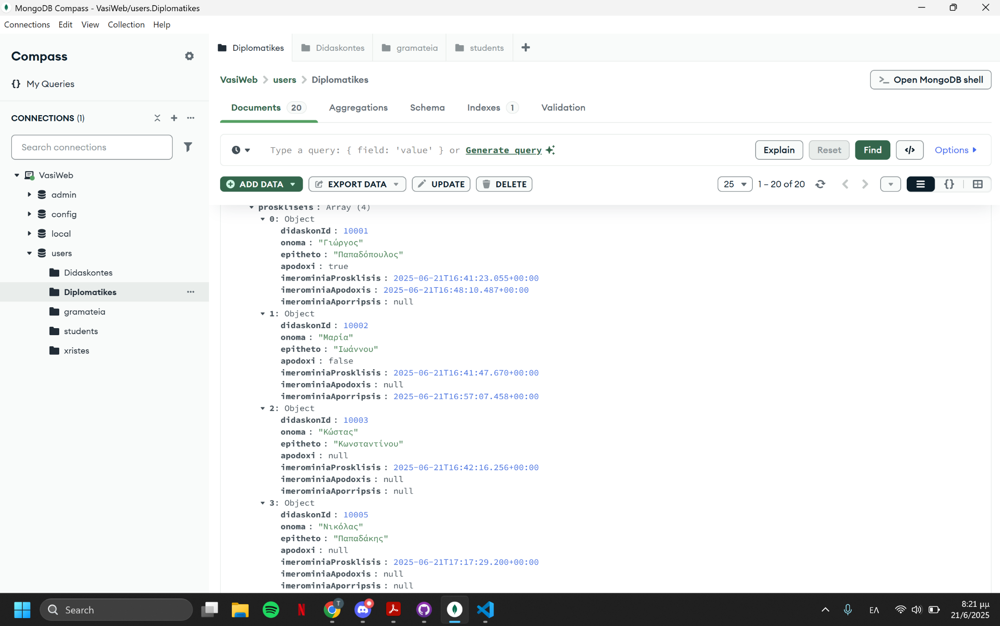 MongoDB Compass - VasiWeb/users.Diplomatikes
Connections Edit View Collection Help
Compass
{} My Queries
CONNECTIONS (1)
Search connections
VasiWeb
admin
config
local
users
Didaskontes
Diplomatikes
gramateia
students
xristes
Diplomatikes Didaskontes gramateia students
VasiWeb > users > Diplomatikes
>_ Open MongoDB shell
Documents 20 Aggregations Schema Indexes 1 Validation
Type a query: { field: 'value' } or Generate query
Explain Reset Find </> Options
ADD DATA EXPORT DATA UPDATE DELETE
25 1 – 20 of 20 {}
proskliseis : Array (4)
0: Object
didaskonId : 10001
onoma : "Γιώργος"
epitheto : "Παπαδόπουλος"
apodoxi : true
imerominiaProsklisis : 2025-06-21T16:41:23.055+00:00
imerominiaApodoxis : 2025-06-21T16:48:10.487+00:00
imerominiaAporripsis : null
1: Object
didaskonId : 10002
onoma : "Μαρία"
epitheto : "Ιωάννου"
apodoxi : false
imerominiaProsklisis : 2025-06-21T16:41:47.670+00:00
imerominiaApodoxis : null
imerominiaAporripsis : 2025-06-21T16:57:07.458+00:00
2: Object
didaskonId : 10003
onoma : "Κώστας"
epitheto : "Κωνσταντίνου"
apodoxi : null
imerominiaProsklisis : 2025-06-21T16:42:16.256+00:00
imerominiaApodoxis : null
imerominiaAporripsis : null
3: Object
didaskonId : 10005
onoma : "Νικόλας"
epitheto : "Παπαδάκης"
apodoxi : null
imerominiaProsklisis : 2025-06-21T17:17:29.200+00:00
imerominiaApodoxis : null
imerominiaAporripsis : null
Search
T
ΕΛ
8:21 μμ
21/6/2025